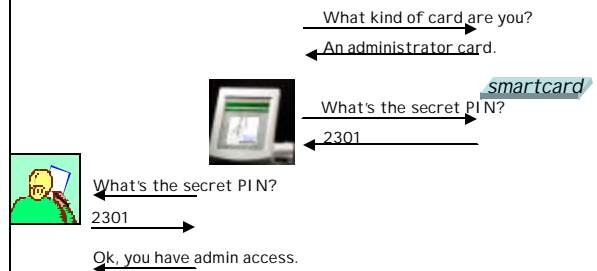 What kind of card are you?
An administrator card.
smartcard
What's the secret PIN?
2301
What's the secret PIN?
2301
Ok, you have admin access.